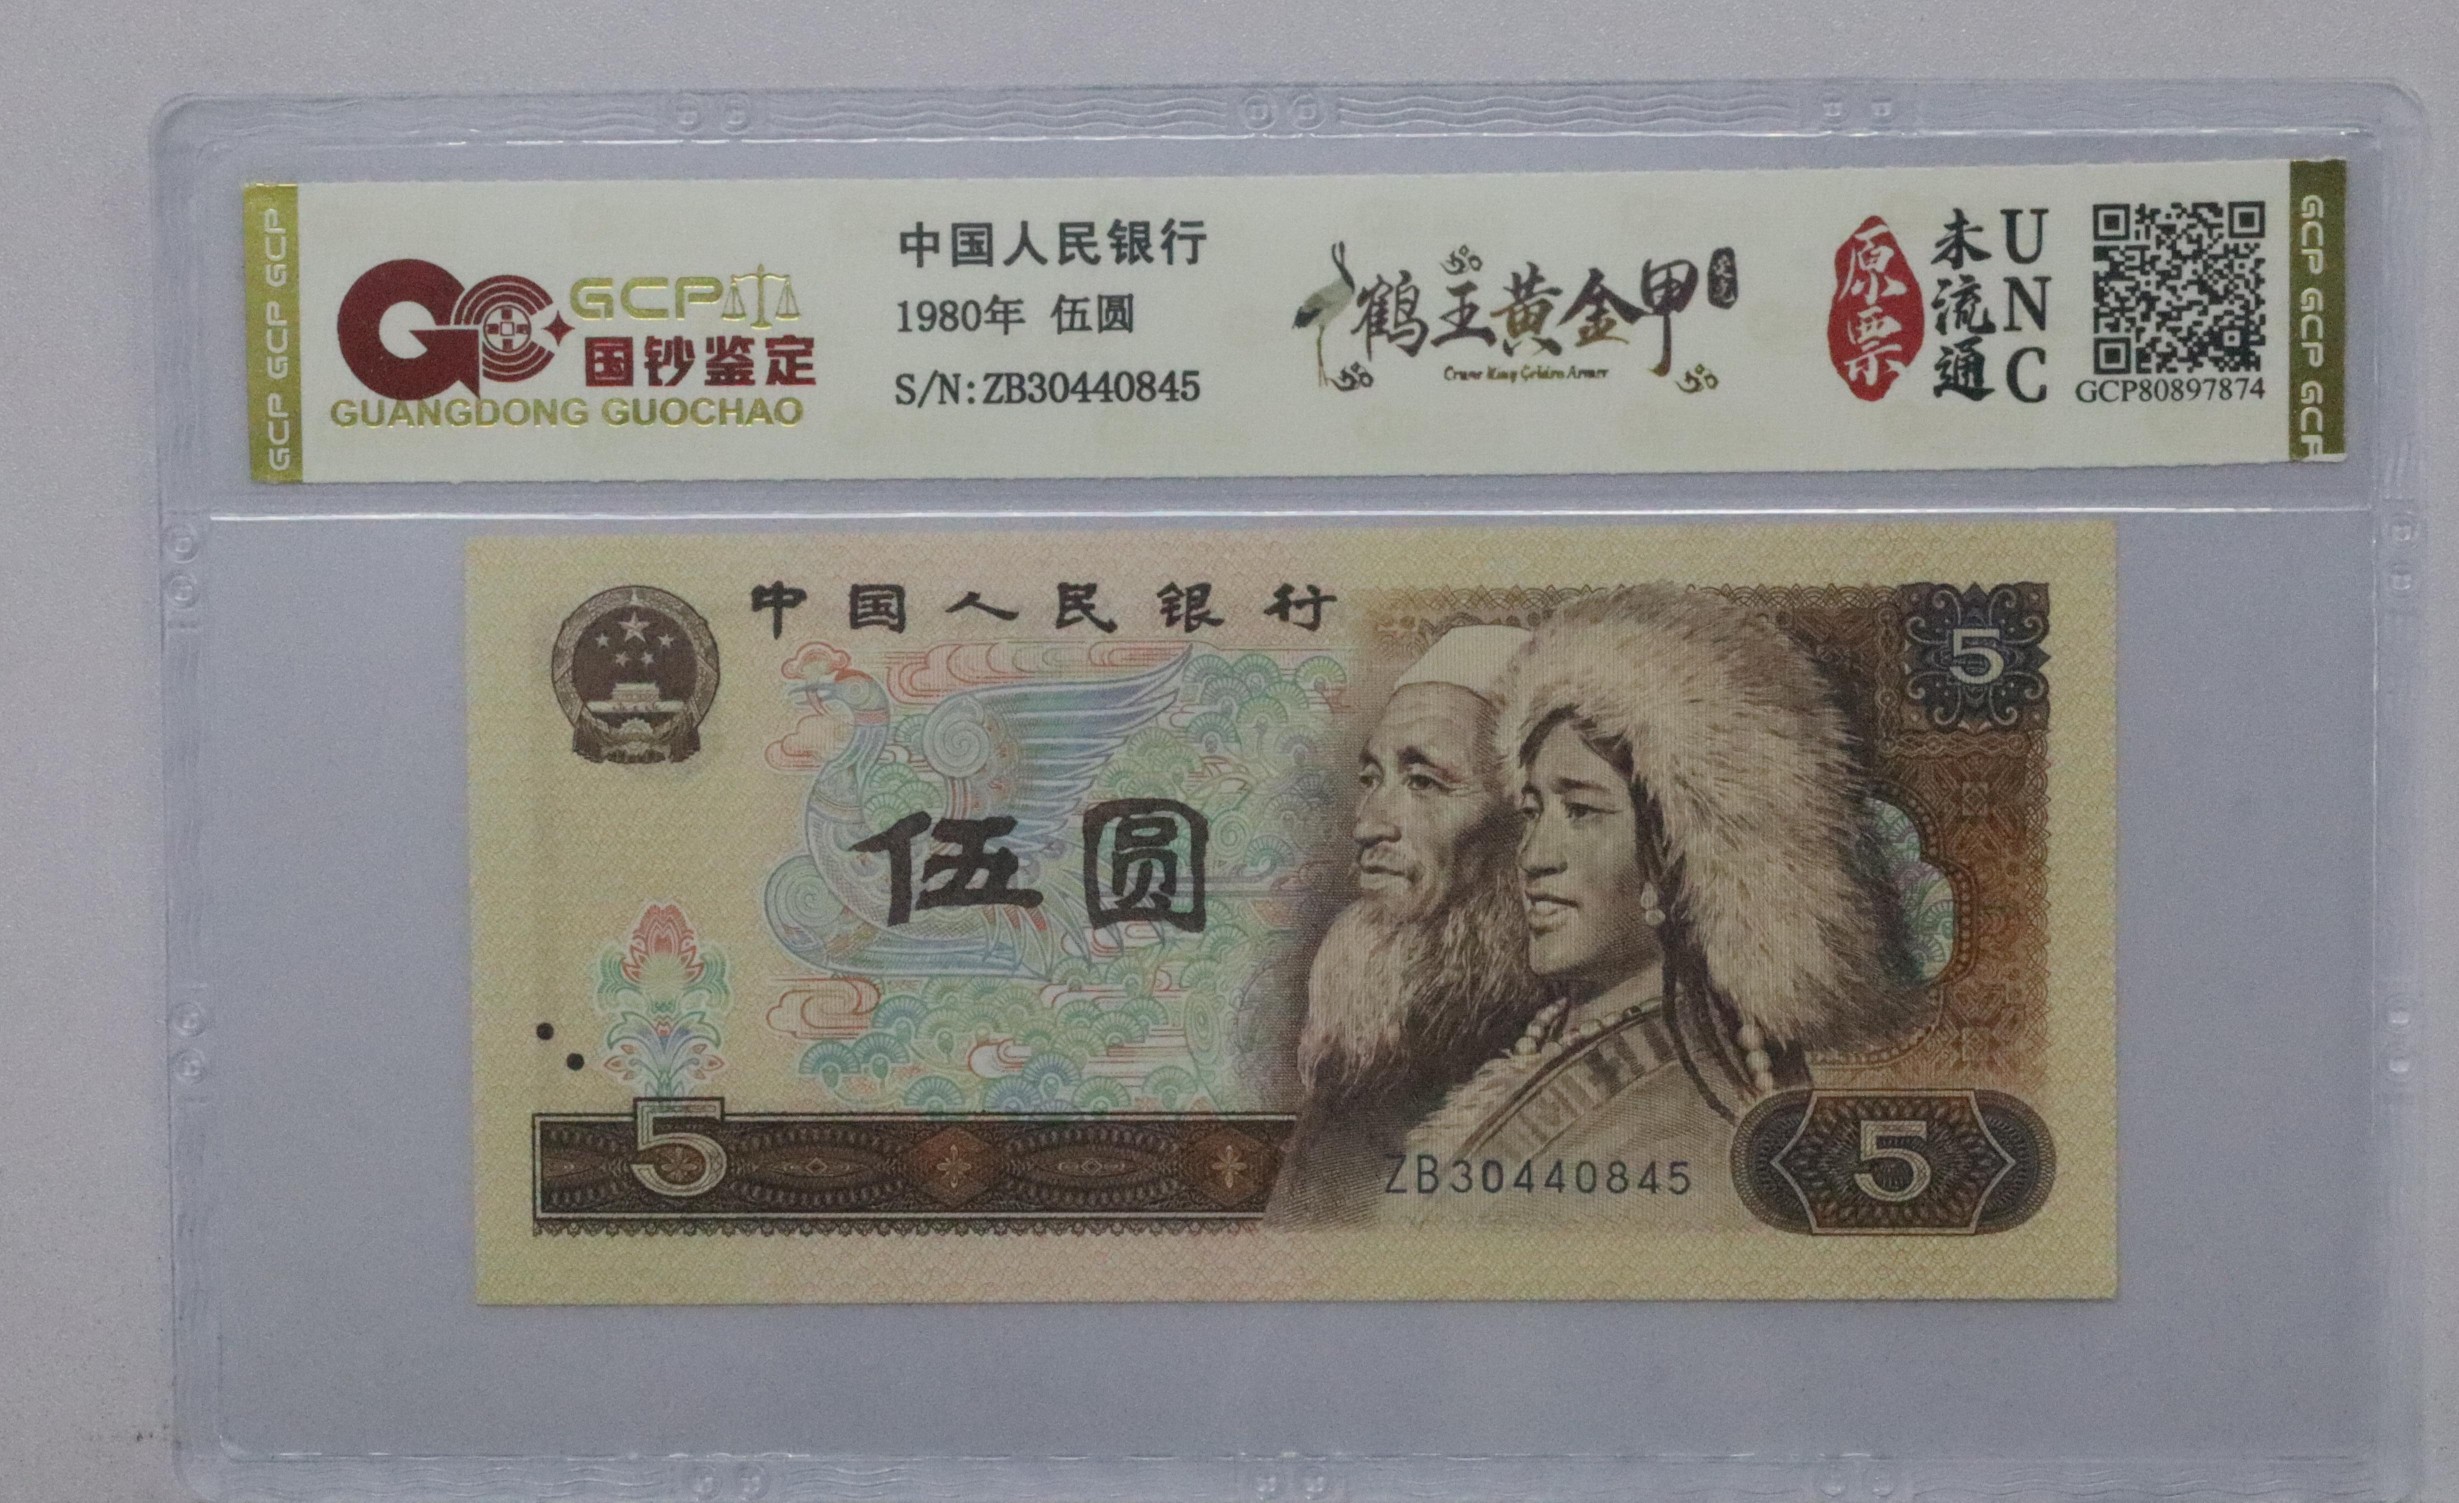 GCP GCP GCP
GCP
国钞鉴定
GUANGDONG GUOCHAO
中国人民银行
1980年 伍圆
S/N:ZB30440845
鹤王黄金甲
Crane King Golden Armor
原票
未流通
UNC
GCP80897874
GCP GCP GCP
中国人民银行
5
伍圆
5
ZB30440845
5